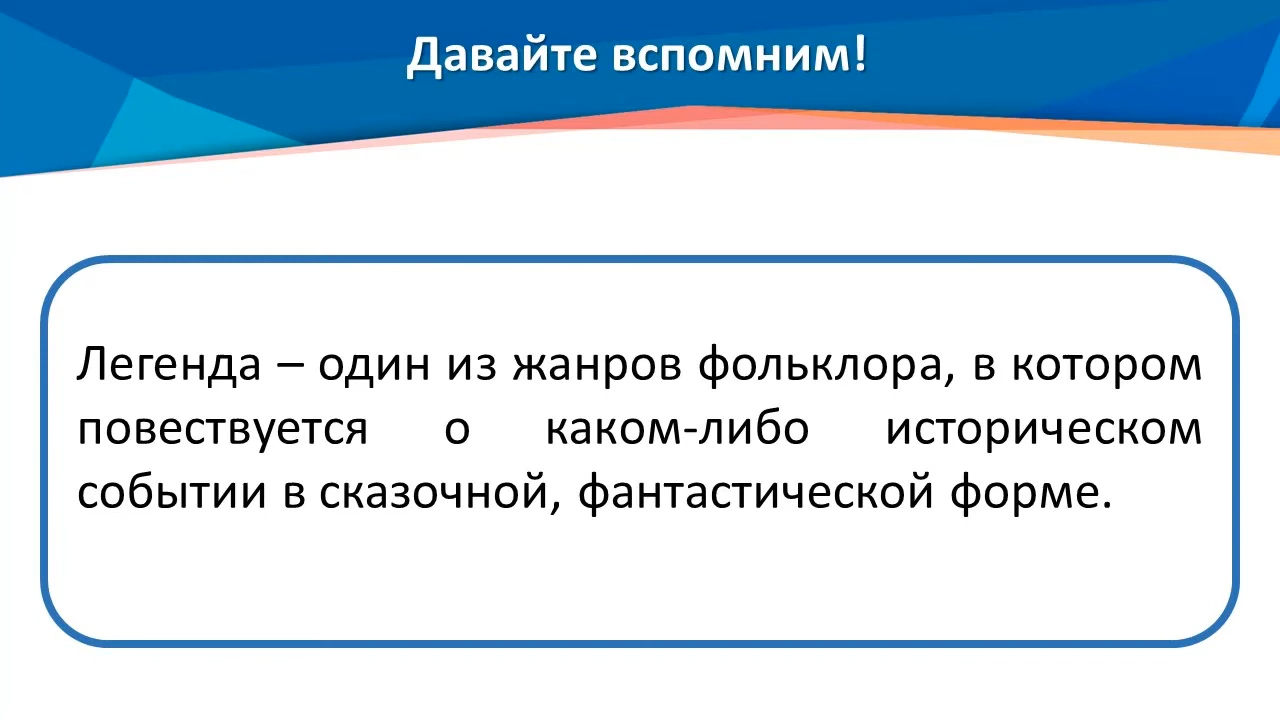 Давайте вспомним!
Легенда – один из жанров фольклора, в котором
повествуется о каком-либо историческом
событии в сказочной, фантастической форме.